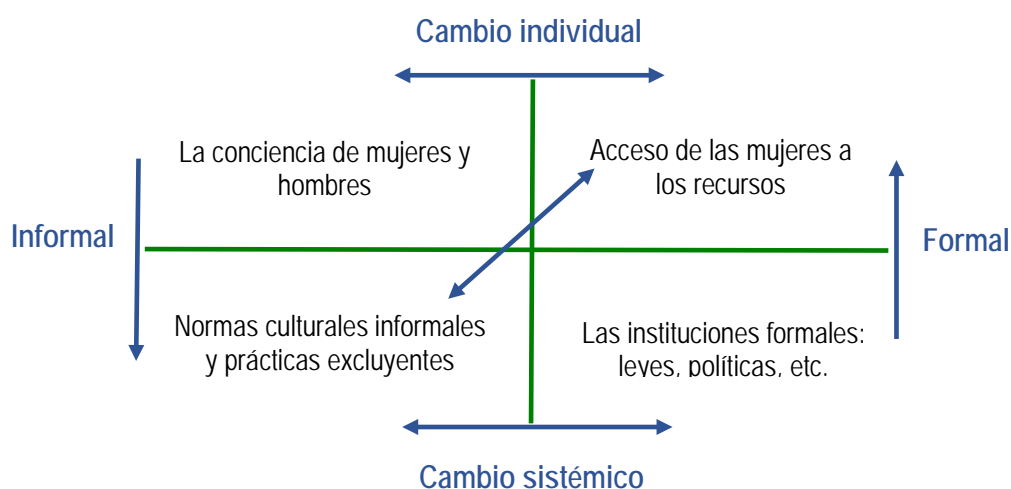 Cambio individual
La conciencia de mujeres y
hombres
Acceso de las mujeres a
los recursos
Informal
Formal
Normas culturales informales
y prácticas excluyentes
Las instituciones formales:
leyes, políticas, etc.
Cambio sistémico